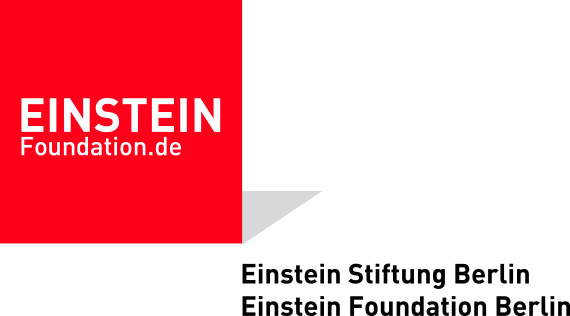 EINSTEIN
Foundation.de
Einstein Stiftung Berlin
Einstein Foundation Berlin